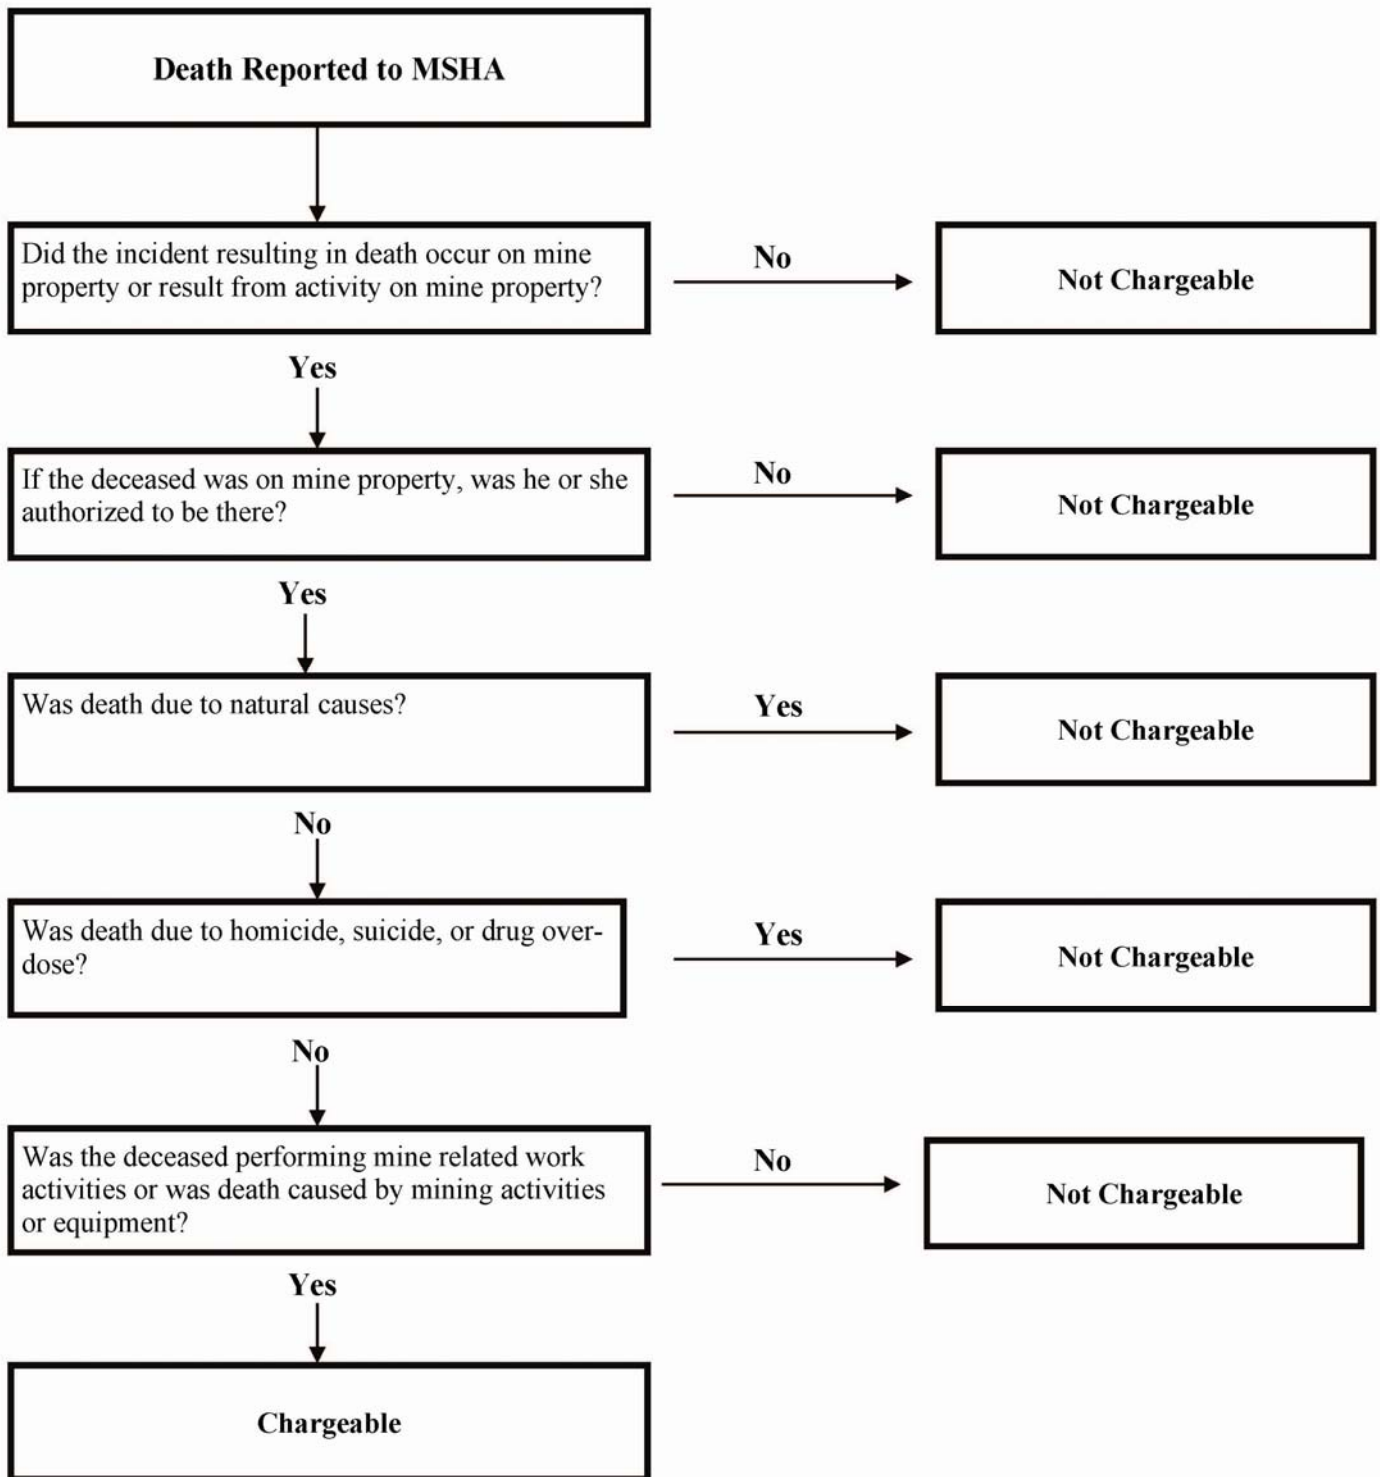 Death Reported to MSHA
Did the incident resulting in death occur on mine
property or result from activity on mine property?
No
Not Chargeable
Yes
If the deceased was on mine property, was he or she
authorized to be there?
No
Not Chargeable
Yes
Was death due to natural causes?
Yes
Not Chargeable
No
Was death due to homicide, suicide, or drug over-
dose?
Yes
Not Chargeable
No
Was the deceased performing mine related work
activities or was death caused by mining activities
or equipment?
No
Not Chargeable
Yes
Chargeable